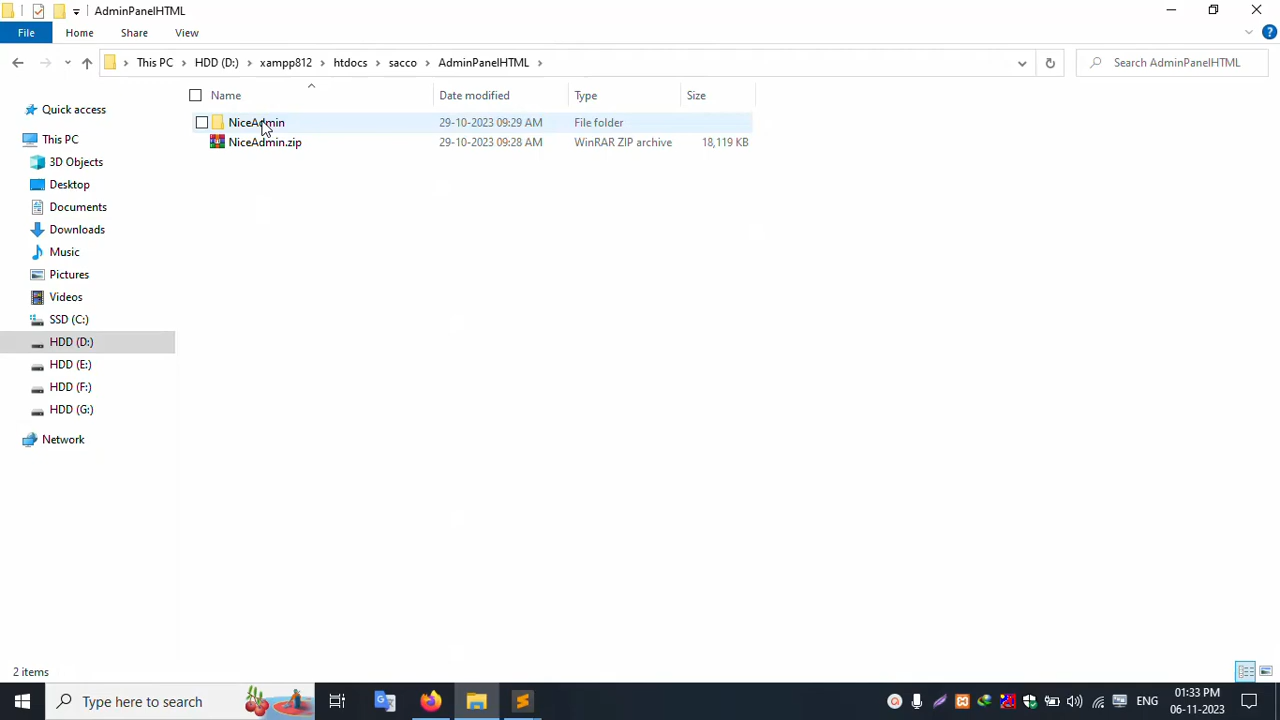 AdminPanelHTML
File Home Share View
This PC HDD (D:) xampp812 htdocs sacco AdminPanelHTML Search AdminPanelHTML
Name Date modified Type Size
NiceAdmin 29-10-2023 09:29 AM File folder
NiceAdmin.zip 29-10-2023 09:28 AM WinRAR ZIP archive 18,119 KB
Quick access
This PC
3D Objects
Desktop
Documents
Downloads
Music
Pictures
Videos
SSD (C:)
HDD (D:)
HDD (E:)
HDD (F:)
HDD (G:)
Network
2 items
Type here to search
ENG
01:33 PM
06-11-2023